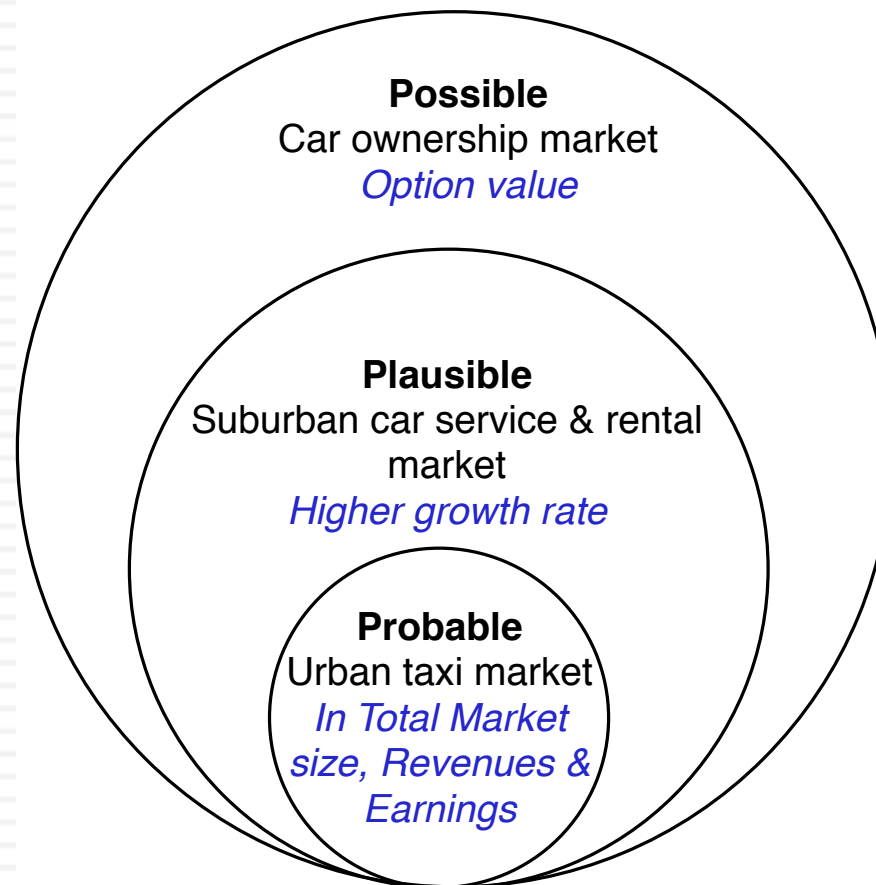 Possible
Car ownership market
Option value
Plausible
Suburban car service & rental
market
Higher growth rate
Probable
Urban taxi market
In Total Market
size, Revenues &
Earnings